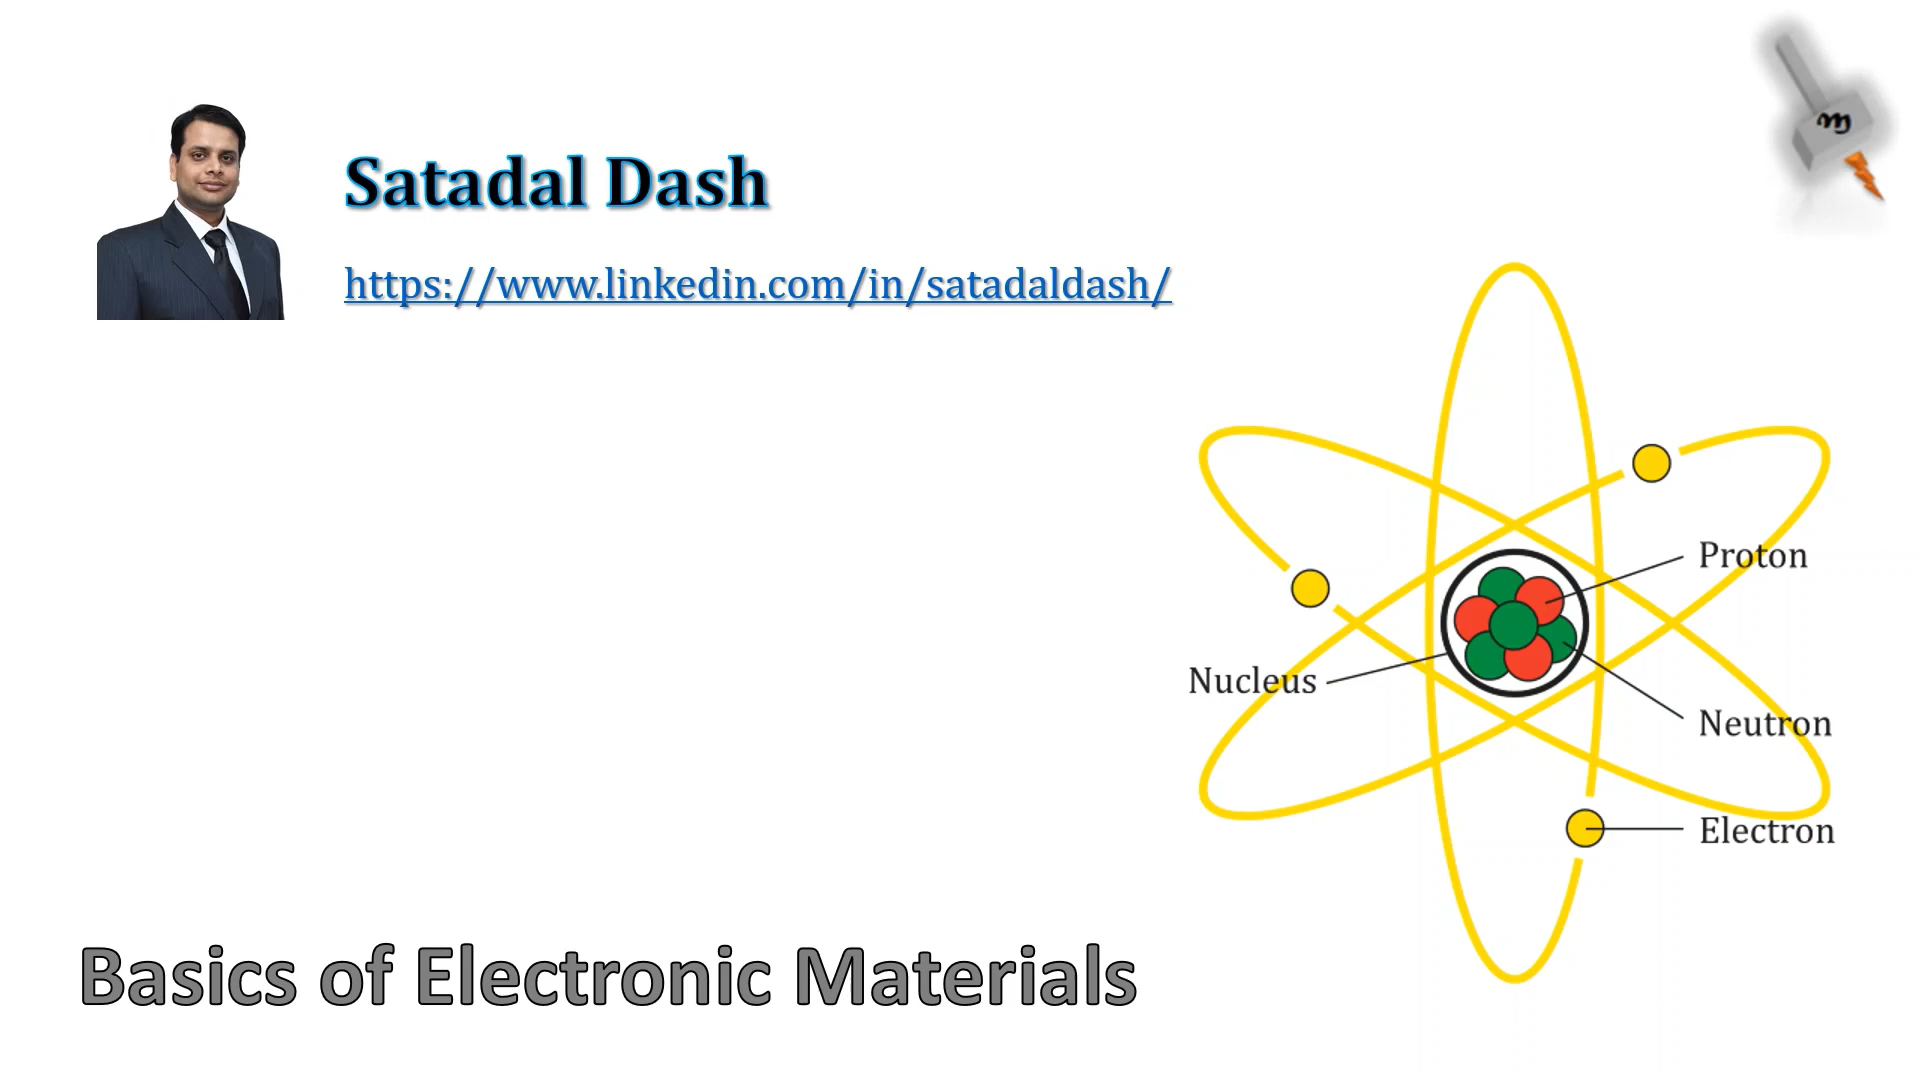 Satadal Dash
https://www.linkedin.com/in/satadaldash/
Proton
Nucleus
Neutron
Electron
Basics of Electronic Materials